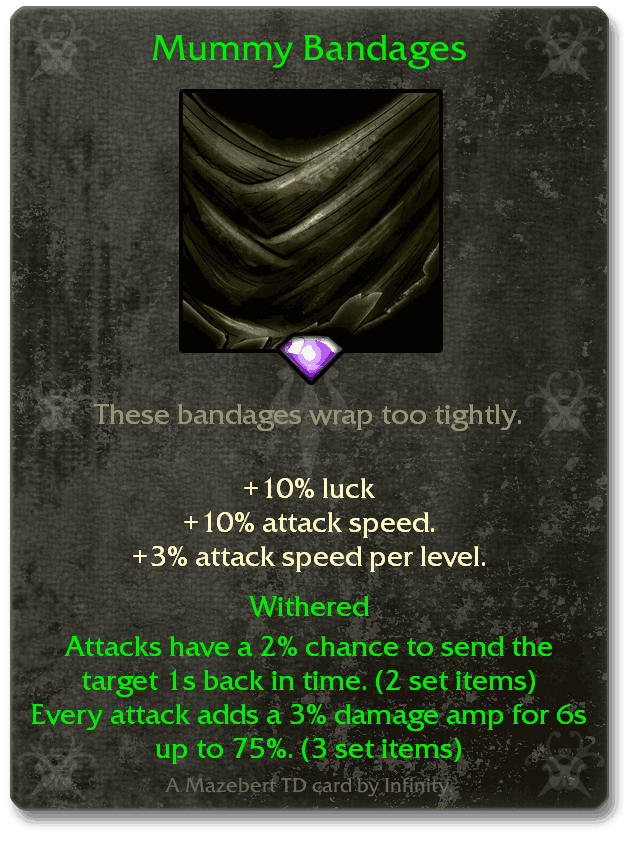 Mummy Bandages
These bandages wrap too tightly.
+10% luck
+10% attack speed.
+3% attack speed per level.
Withered
Attacks have a 2% chance to send the
target 1s back in time. (2 set items)
Every attack adds a 3% damage amp for 6s
up to 75%. (3 set items)
A Mazebert TD card by Infinity.